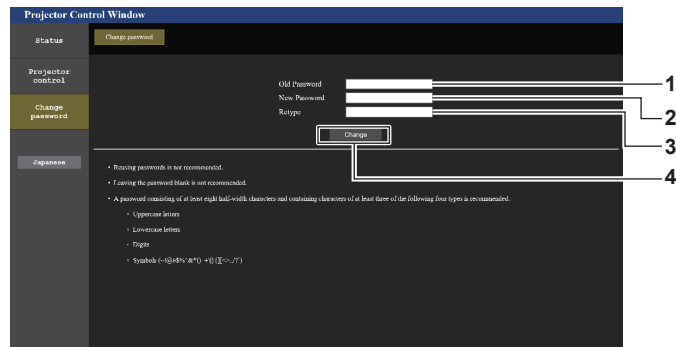 Projector Control Window
Status
Change password
Projector
control
Change
password
Japanese
Old Password
New Password
Retype
Change
1
2
3
4
• Reusing passwords is not recommended.
• Leaving the password blank is not recommended.
• A password consisting of at least eight half-width characters and containing characters of at least three of the following four types is recommended.
Uppercase letters
Lowercase letters
Digits
Symbols